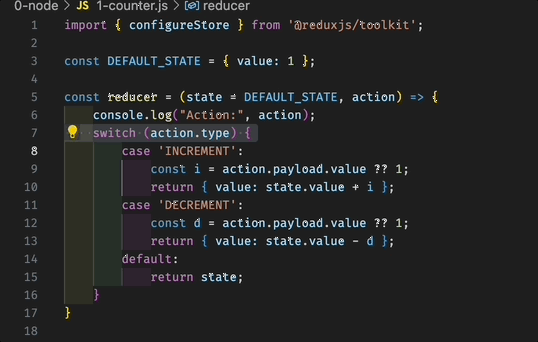 0-node > JS 1-counter.js > reducer
1 import { configureStore } from '@reduxjs/toolkit';
2
3 const DEFAULT_STATE = { value: 1 };
4
5 const reducer = (state = DEFAULT_STATE, action) => {
6 console.log("Action:", action);
7 switch (action.type) {
8 case 'INCREMENT':
9 const i = action.payload.value ?? 1;
10 return { value: state.value + i };
11 case 'DECREMENT':
12 const d = action.payload.value ?? 1;
13 return { value: state.value - d };
14 default:
15 return state;
16 }
17 }
18